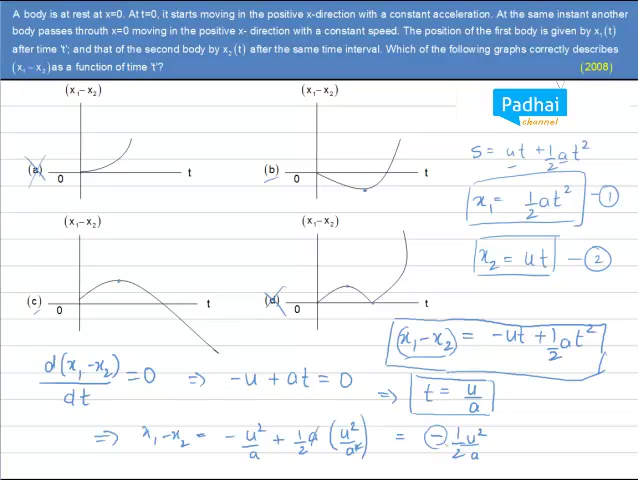 A body is at rest at x=0. At t=0, it starts moving in the positive x-direction with a constant acceleration. At the same instant another
body passes throuth x=0 moving in the positive x- direction with a constant speed. The position of the first body is given by x₁(t)
after time 't'; and that of the second body by x₂(t) after the same time interval. Which of the following graphs correctly describes
(x₁−x₂) as a function of time 't'?
(2008)
(x₁−x₂)
(a)
0
t
(x₁−x₂)
(b)
0
t
(x₁−x₂)
(c)
0
t
(x₁−x₂)
(d)
0
t
Padhai
channel
S = ut + 1/2 at²
x₁ = 1/2 at² — ①
x₂ = ut — ②
(x₁−x₂) = −ut + 1/2 at²
d(x₁−x₂)/dt = 0 ⇒ −u + at = 0 ⇒ t = u/a
⇒ x₁−x₂ = −u²/a + 1/2 a (u²/a²) = − 1/2 u²/a